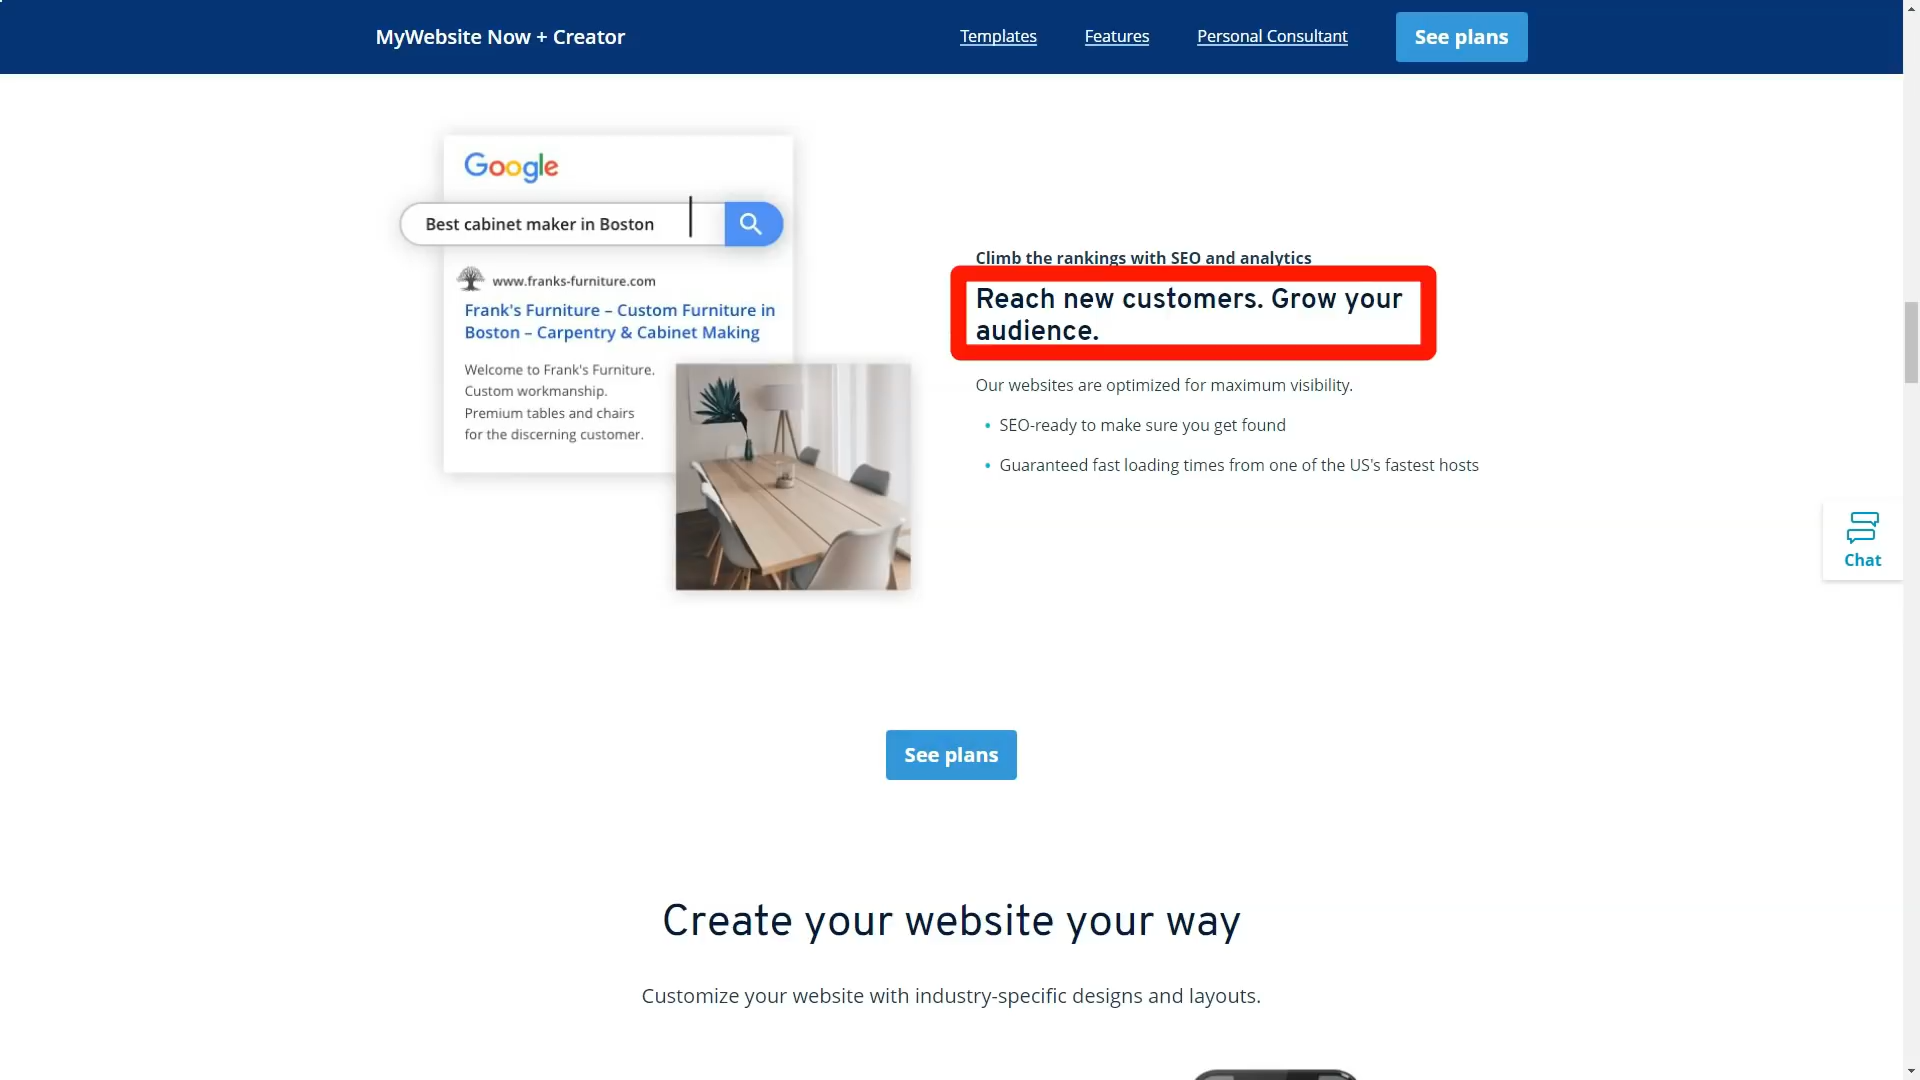 MyWebsite Now + Creator
Templates
Features
Personal Consultant
See plans
Google
Best cabinet maker in Boston
www.franks-furniture.com
Frank's Furniture – Custom Furniture in
Boston – Carpentry & Cabinet Making
Welcome to Frank's Furniture.
Custom workmanship.
Premium tables and chairs
for the discerning customer.
Climb the rankings with SEO and analytics
Reach new customers. Grow your
audience.
Our websites are optimized for maximum visibility.
• SEO-ready to make sure you get found
• Guaranteed fast loading times from one of the US's fastest hosts
Chat
See plans
Create your website your way
Customize your website with industry-specific designs and layouts.